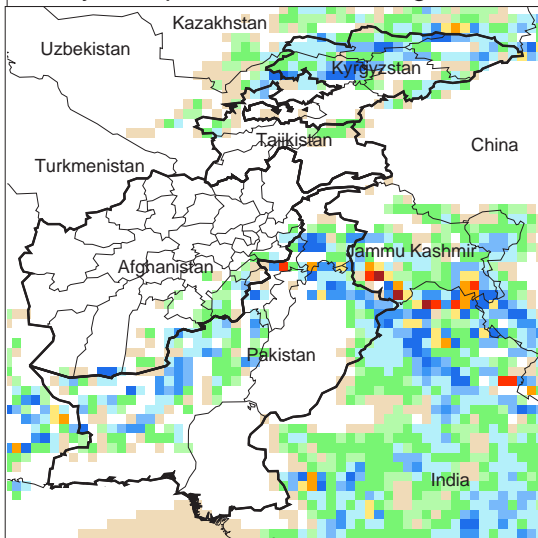 Kazakhstan
Uzbekistan
Kyrgyzstan
Tajikistan
China
Turkmenistan
Jammu Kashmir
Afghanistan
Pakistan
India